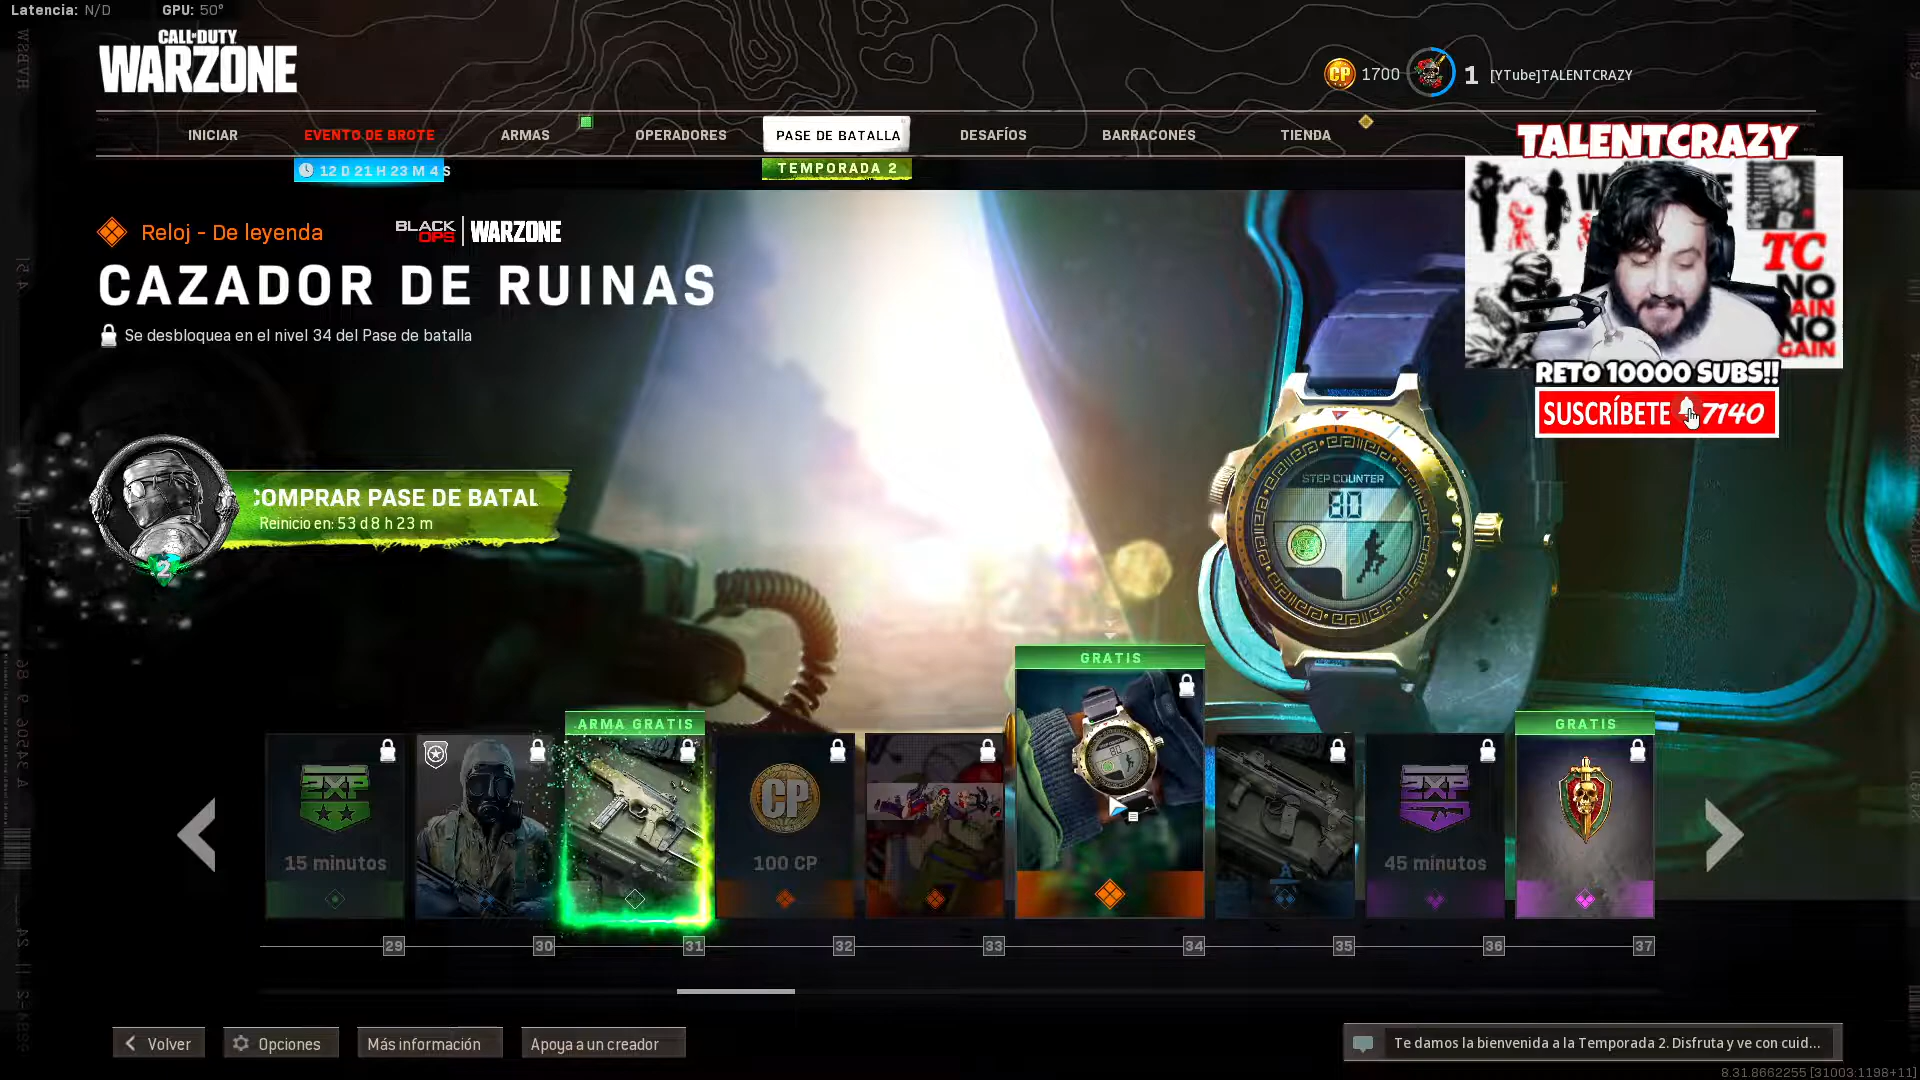 Latencia: N/D GPU: 50°
CALL OF DUTY
WARZONE
CP 1700 1 [YTube]TALENTCRAZY
INICIAR EVENTO DE BROTE ARMAS OPERADORES PASE DE BATALLA DESAFÍOS BARRACONES TIENDA
12 D 21 H 23 M 4 S TEMPORADA 2
TALENTCRAZY
TC
NO
GAIN
NO
GAIN
RETO 10000 SUBS!!
SUSCRÍBETE 7140
Reloj - De leyenda BLACK OPS WARZONE
CAZADOR DE RUINAS
Se desbloquea en el nivel 34 del Pase de batalla
COMPRAR PASE DE BATAL
Reinicio en: 53 d 8 h 23 m
2
STEP COUNTER
80
GRATIS
ARMA GRATIS GRATIS
2XP CP 2XP
15 minutos 100 CP 45 minutos
29 30 31 32 33 34 35 36 37
Volver Opciones Más información Apoya a un creador
Te damos la bienvenida a la Temporada 2. Disfruta y ve con cuid...
8.31.8662255 [31003:1198+11]